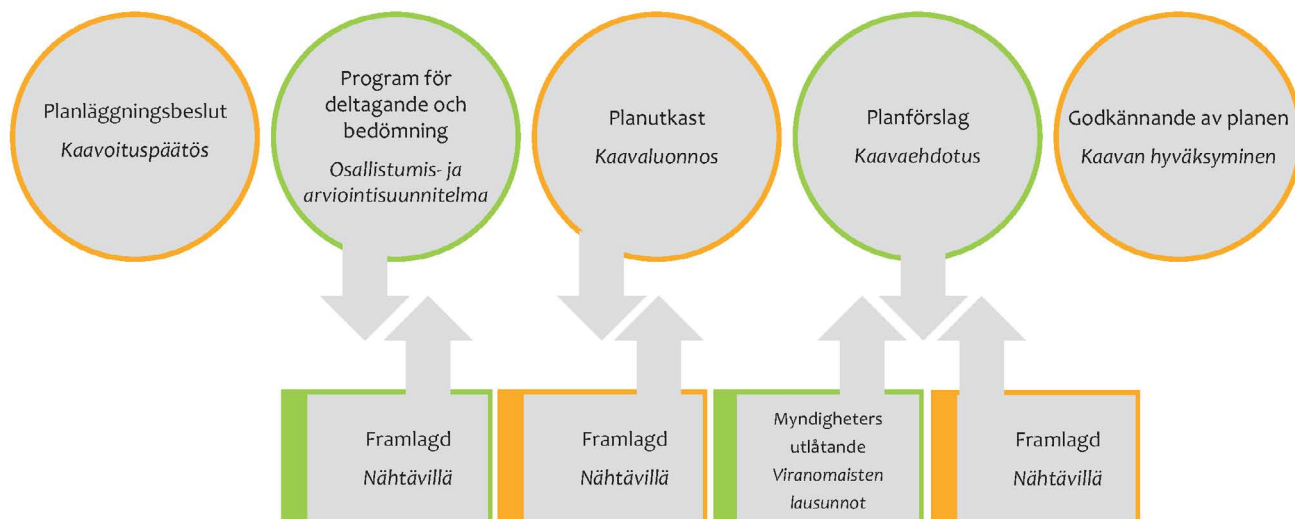 Planläggningsbeslut
Kaavoituspäätös
Program för
deltagande och
bedömning
Osallistumis- ja
arviointisuunnitelma
Planutkast
Kaavaluonnos
Planförslag
Kaavaehdotus
Godkännande av planen
Kaavan hyväksyminen
Framlagd
Nähtävillä
Framlagd
Nähtävillä
Myndigheters
utlåtande
Viranomaisten
lausunnot
Framlagd
Nähtävillä